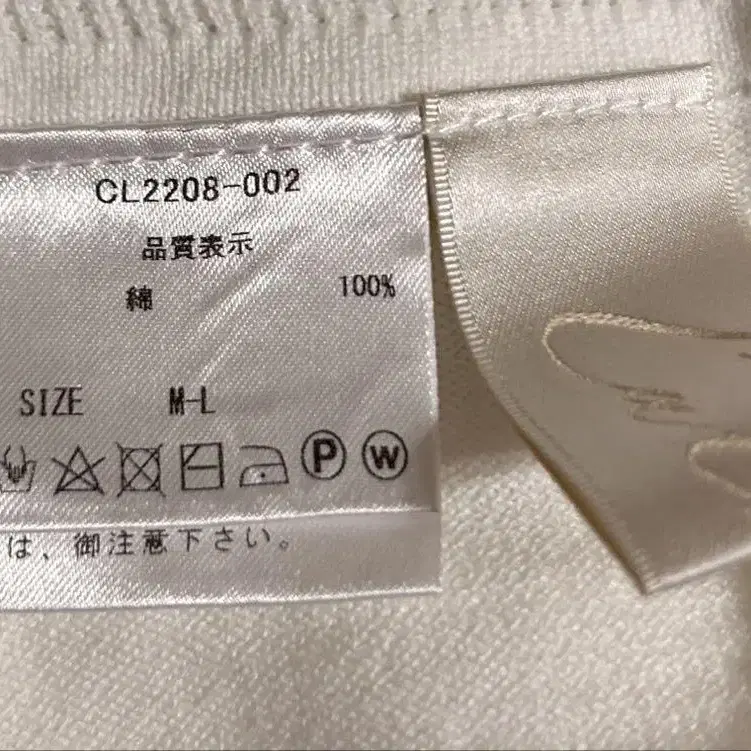 CL2208-002
品質表示
綿 100%
SIZE M-L
P W
は、御注意下さい。